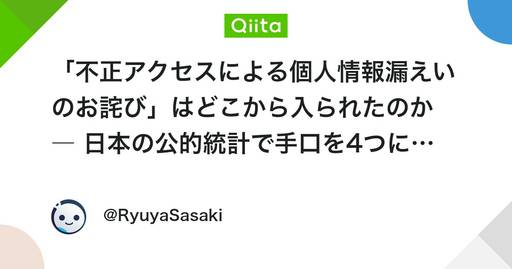 Qiita
「不正アクセスによる個人情報漏えい
のお詫び」はどこから入られたのか
― 日本の公的統計で手口を4つに…
@RyuyaSasaki